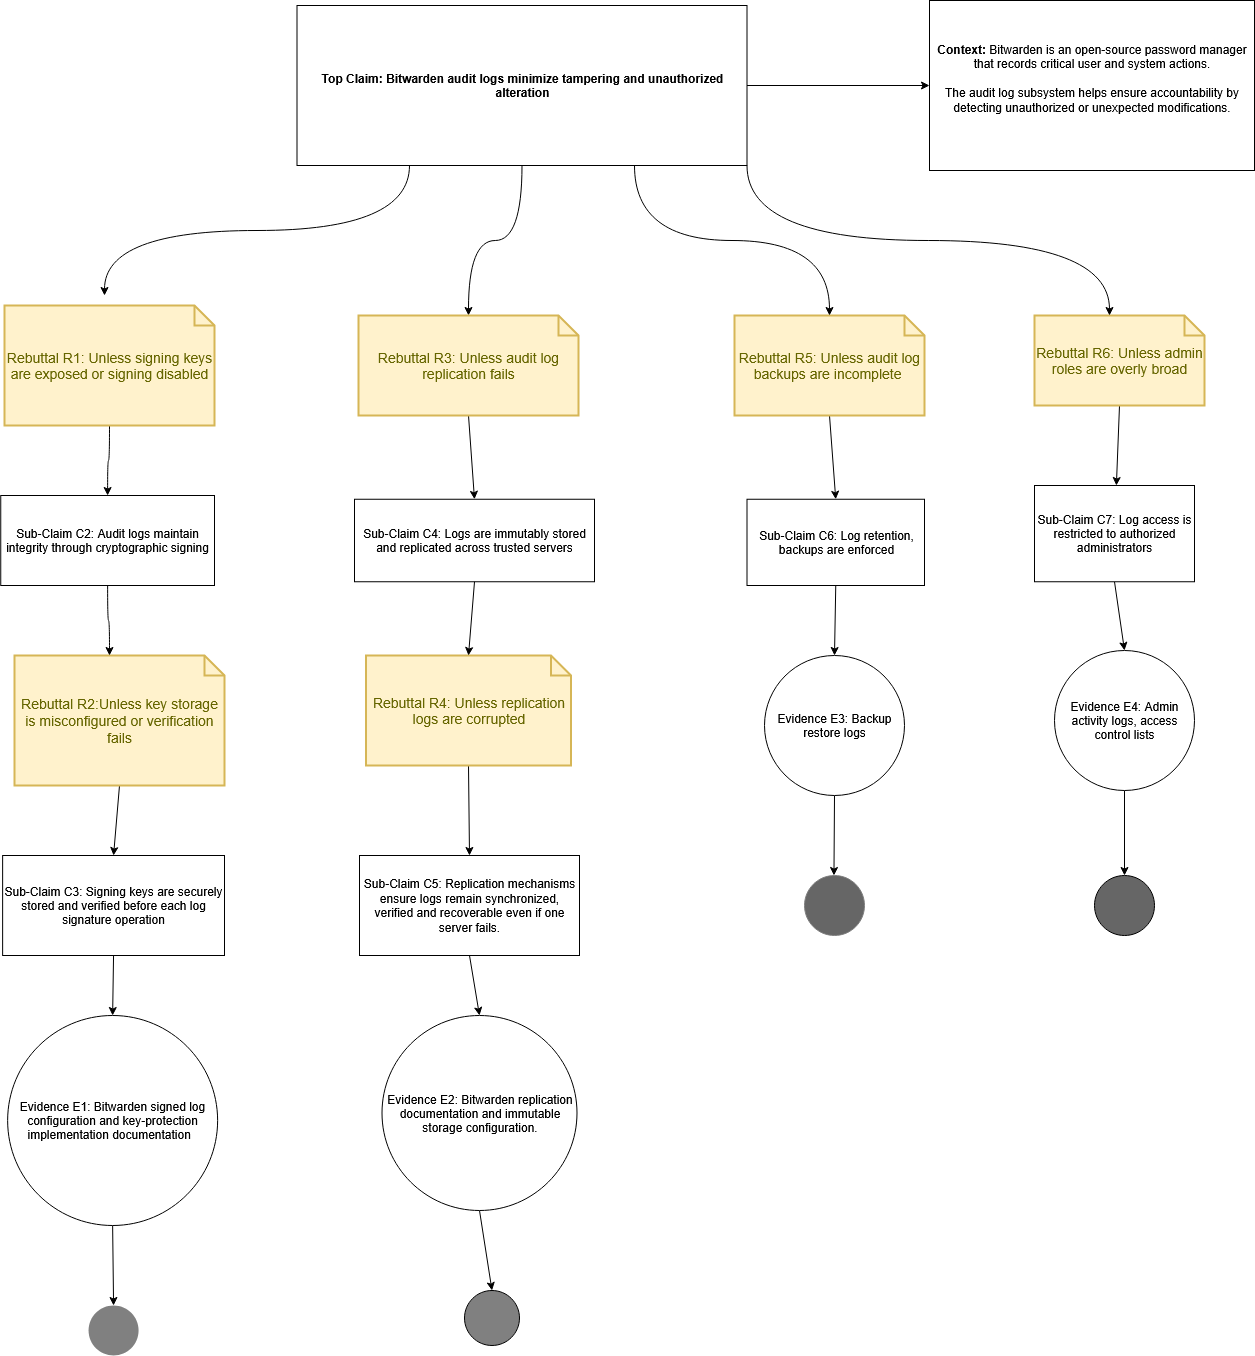 Top Claim: Bitwarden audit logs minimize tampering and unauthorized
alteration
Context: Bitwarden is an open-source password manager
that records critical user and system actions.
The audit log subsystem helps ensure accountability by
detecting unauthorized or unexpected modifications.
Rebuttal R1: Unless signing keys
are exposed or signing disabled
Rebuttal R3: Unless audit log
replication fails
Rebuttal R5: Unless audit log
backups are incomplete
Rebuttal R6: Unless admin
roles are overly broad
Sub-Claim C2: Audit logs maintain
integrity through cryptographic signing
Sub-Claim C4: Logs are immutably stored
and replicated across trusted servers
Sub-Claim C6: Log retention,
backups are enforced
Sub-Claim C7: Log access is
restricted to authorized
administrators
Rebuttal R2:Unless key storage
is misconfigured or verification
fails
Rebuttal R4: Unless replication
logs are corrupted
Evidence E3: Backup
restore logs
Evidence E4: Admin
activity logs, access
control lists
Sub-Claim C3: Signing keys are securely
stored and verified before each log
signature operation
Sub-Claim C5: Replication mechanisms
ensure logs remain synchronized,
verified and recoverable even if one
server fails.
Evidence E1: Bitwarden signed log
configuration and key-protection
implementation documentation
Evidence E2: Bitwarden replication
documentation and immutable
storage configuration.